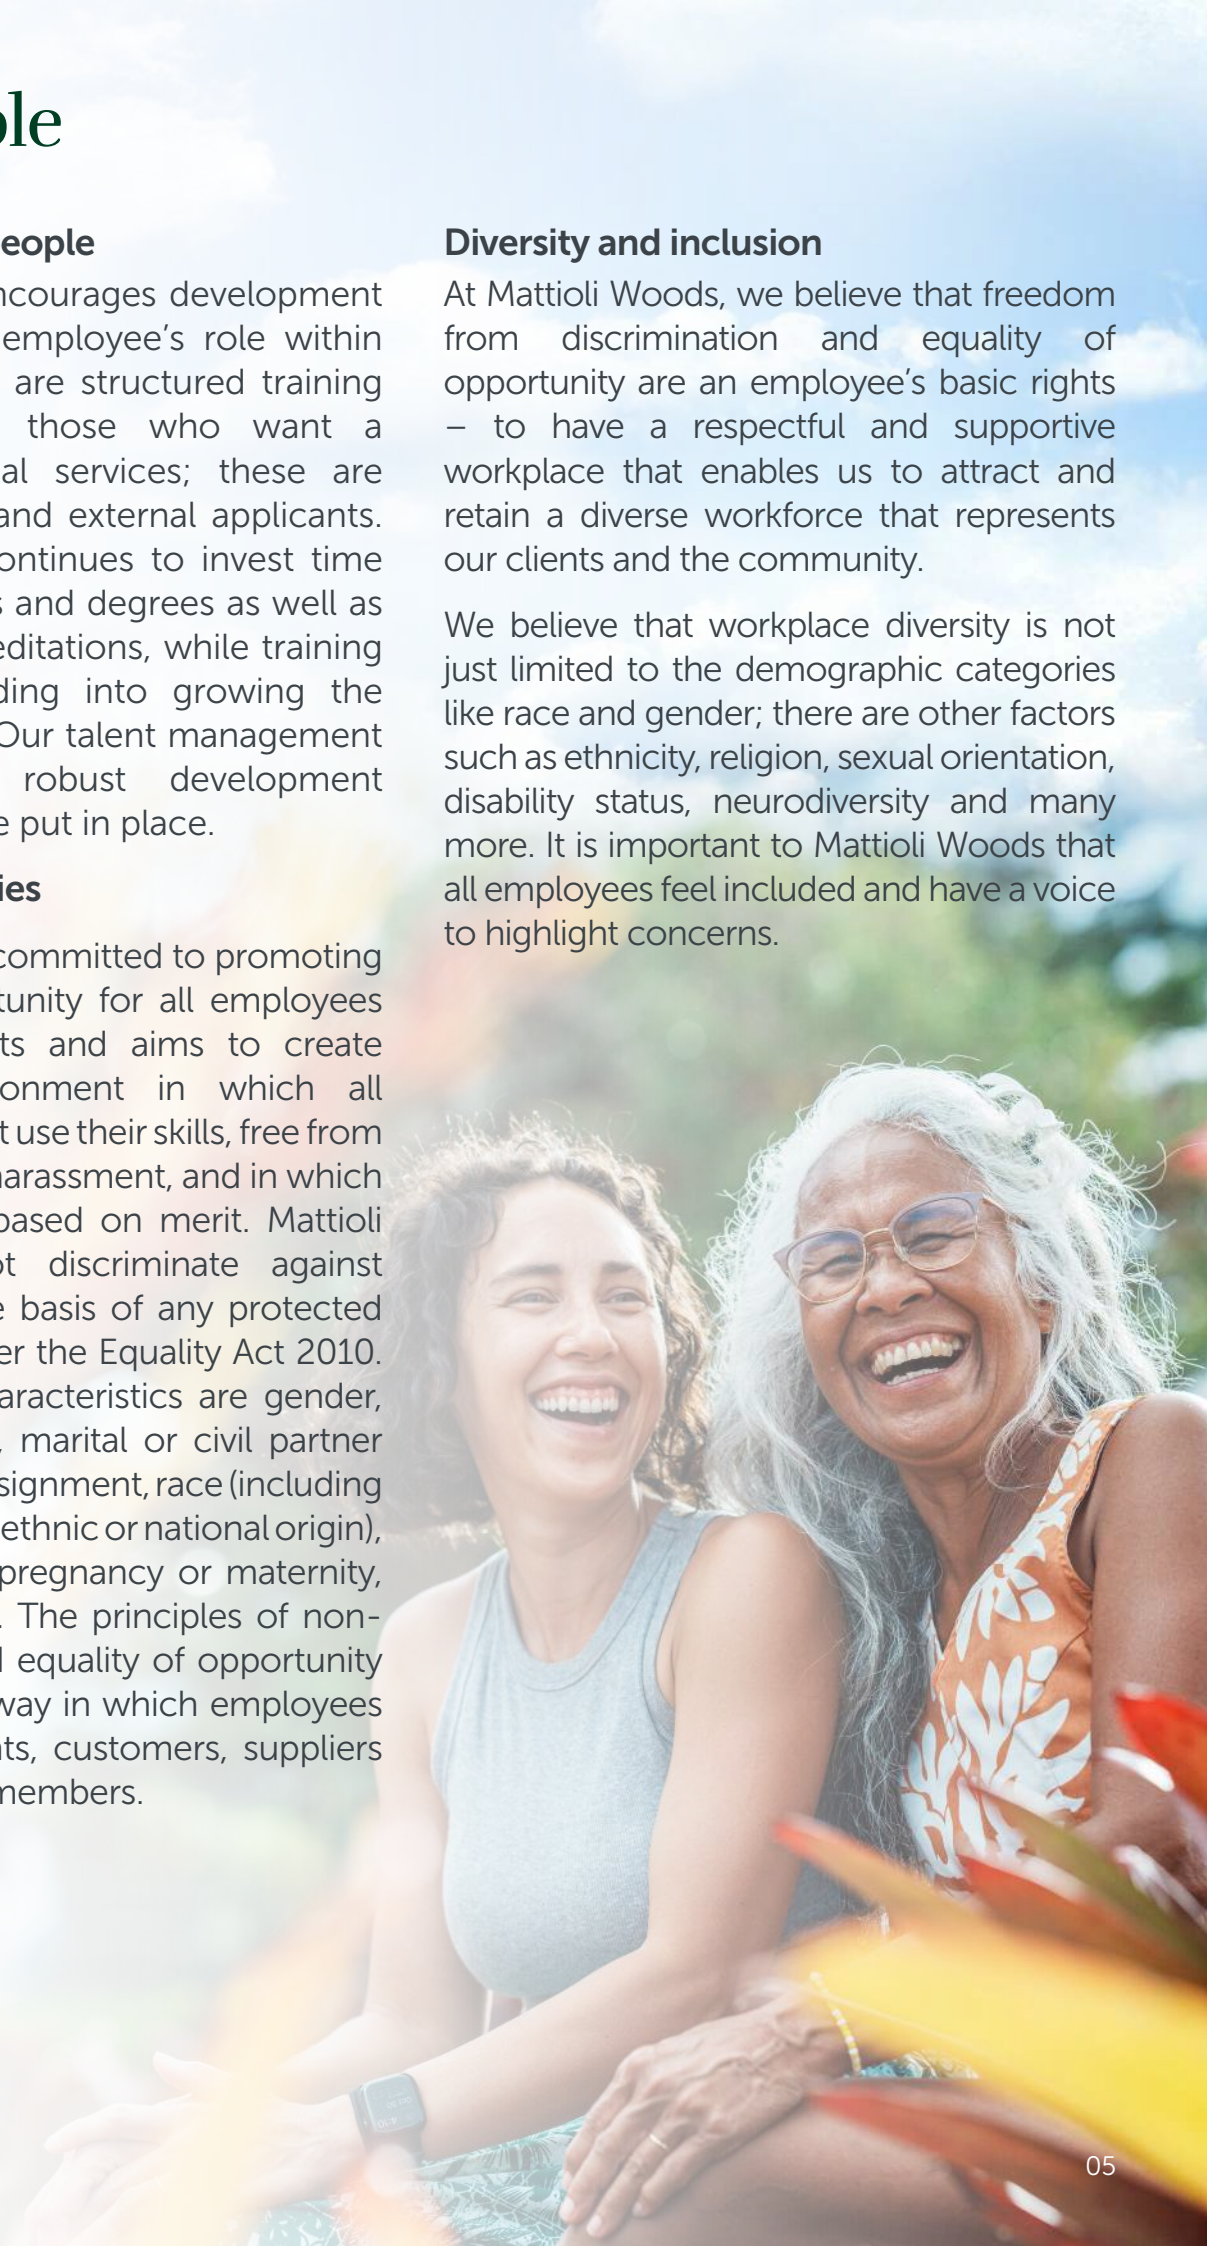 ple
eople
ncourages development
employee's role within
are structured training
those who want a
al services; these are
and external applicants.
ontinues to invest time
s and degrees as well as
editations, while training
ding into growing the
Our talent management
robust development
e put in place.
ies
committed to promoting
tunity for all employees
ts and aims to create
onment in which all
t use their skills, free from
harassment, and in which
based on merit. Mattioli
ot discriminate against
e basis of any protected
er the Equality Act 2010.
aracteristics are gender,
, marital or civil partner
signment, race (including
ethnic or national origin),
pregnancy or maternity,
. The principles of non-
d equality of opportunity
way in which employees
nts, customers, suppliers
members.
Diversity and inclusion
At Mattioli Woods, we believe that freedom
from discrimination and equality of
opportunity are an employee's basic rights
– to have a respectful and supportive
workplace that enables us to attract and
retain a diverse workforce that represents
our clients and the community.
We believe that workplace diversity is not
just limited to the demographic categories
like race and gender; there are other factors
such as ethnicity, religion, sexual orientation,
disability status, neurodiversity and many
more. It is important to Mattioli Woods that
all employees feel included and have a voice
to highlight concerns.
05